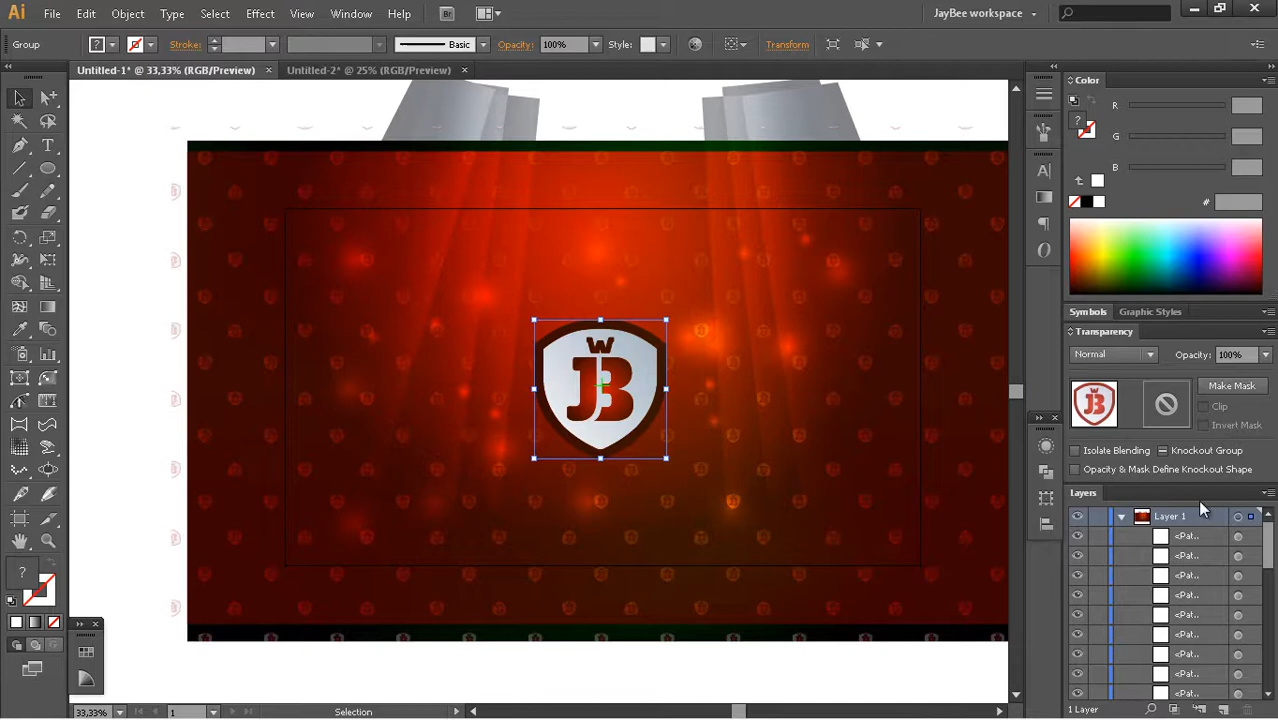 Ai File Edit Object Type Select Effect View Window Help Br JayBee workspace
Group ? Stroke: Basic Opacity: 100% Style: Transform
Untitled-1* @ 33,33% (RGB/Preview) × Untitled-2* @ 25% (RGB/Preview) ×
Color
R
G
B
#
Symbols Graphic Styles
Transparency
Normal Opacity: 100%
Make Mask
Clip
Invert Mask
Isolate Blending Knockout Group
Opacity & Mask Define Knockout Shape
Layers
Layer 1
<Pat..
<Pat..
<Pat..
<Pat..
<Pat..
<Pat..
<Pat..
<Pat..
<Pat..
1 Layer
W
JB
33,33% 1 Selection